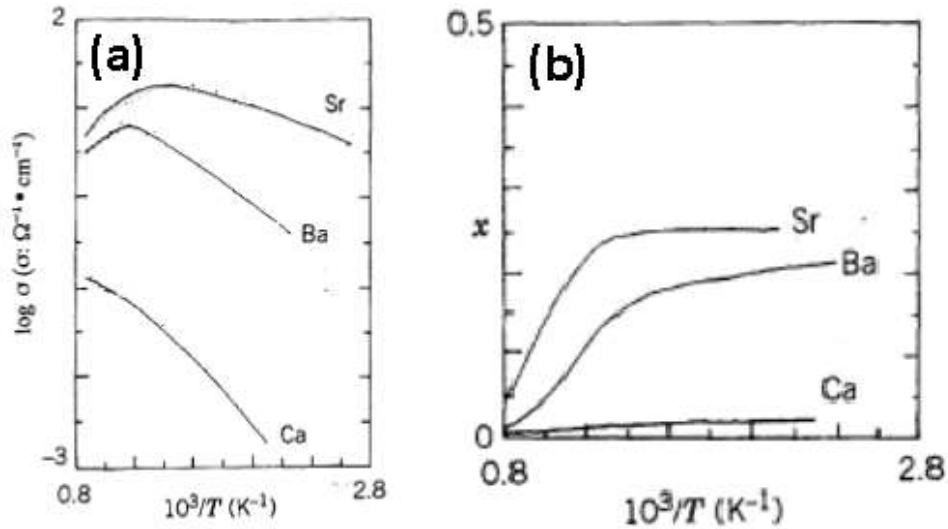 2
(a)
Sr
Ba
Ca
log σ (σ: Ω⁻¹ • cm⁻¹)
-3
0.8
2.8
10³/T (K⁻¹)
0.5
(b)
x
Sr
Ba
Ca
0
0.8
2.8
10³/T (K⁻¹)